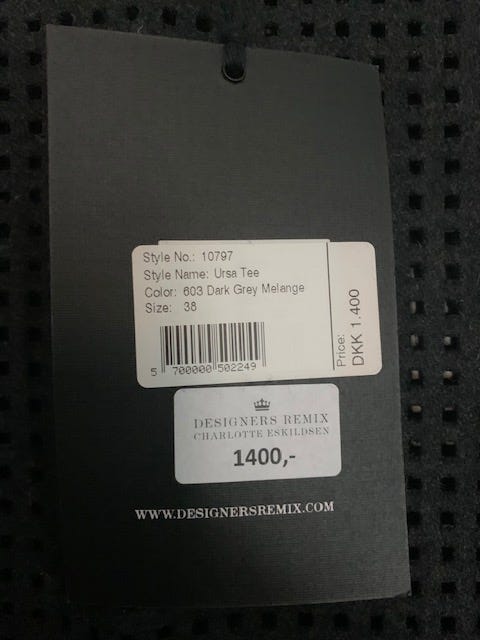 Style No.: 10797
Style Name: Ursa Tee
Color: 603 Dark Grey Melange
Size: 38
5 700000 502249
Price:
DKK 1.400
DESIGNERS REMIX
CHARLOTTE ESKILDSEN
1400,-
WWW.DESIGNERSREMIX.COM